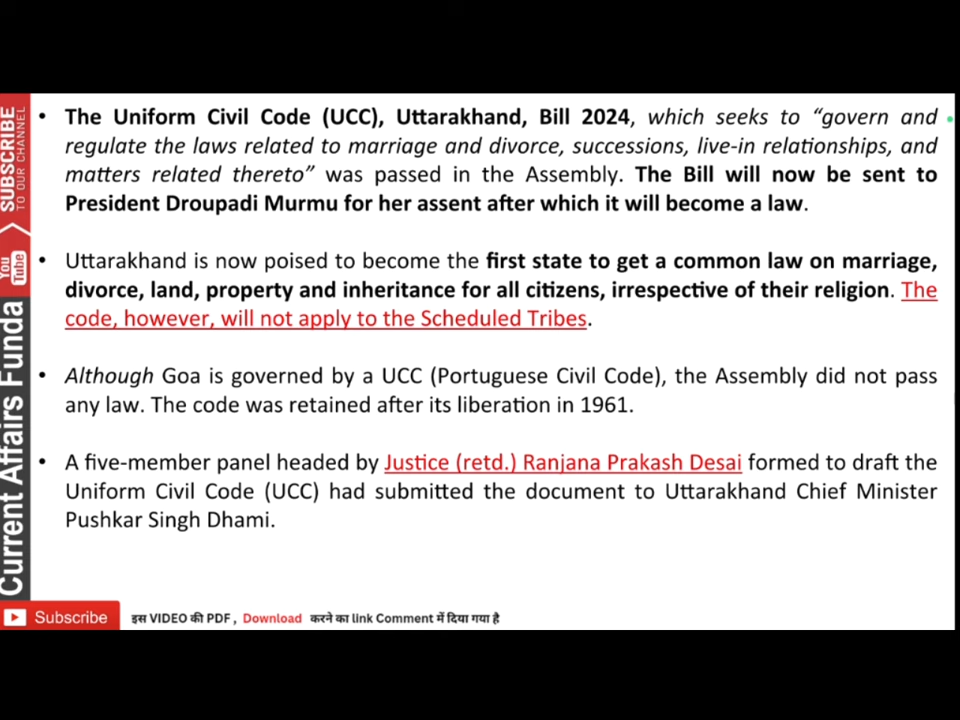 • The Uniform Civil Code (UCC), Uttarakhand, Bill 2024, which seeks to “govern and
regulate the laws related to marriage and divorce, successions, live-in relationships, and
matters related thereto” was passed in the Assembly. The Bill will now be sent to
President Droupadi Murmu for her assent after which it will become a law.
• Uttarakhand is now poised to become the first state to get a common law on marriage,
divorce, land, property and inheritance for all citizens, irrespective of their religion. The
code, however, will not apply to the Scheduled Tribes.
• Although Goa is governed by a UCC (Portuguese Civil Code), the Assembly did not pass
any law. The code was retained after its liberation in 1961.
• A five-member panel headed by Justice (retd.) Ranjana Prakash Desai formed to draft the
Uniform Civil Code (UCC) had submitted the document to Uttarakhand Chief Minister
Pushkar Singh Dhami.
SUBSCRIBE
TO OUR CHANNEL
You
Tube
Current Affairs Funda
Subscribe
इस VIDEO की PDF , Download करने का link Comment में दिया गया है